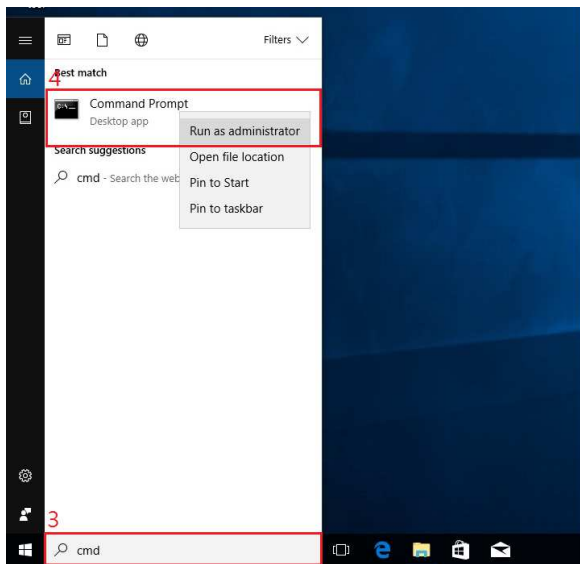 Filters
4
Best match
Command Prompt
Desktop app
Run as administrator
Search suggestions
Open file location
cmd - Search the web
Pin to Start
Pin to taskbar
3
cmd